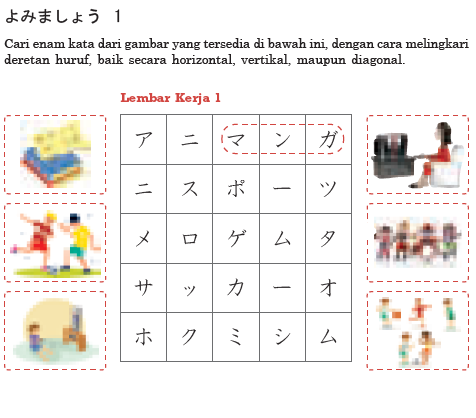 よみましょう 1
Cari enam kata dari gambar yang tersedia di bawah ini, dengan cara melingkari
deretan huruf, baik secara horizontal, vertikal, maupun diagonal.
Lembar Kerja 1
ア ニ マ ン ガ
ニ ス ポ ー ツ
メ ロ ゲ ム タ
サ ッ カ ー オ
ホ ク ミ シ ム